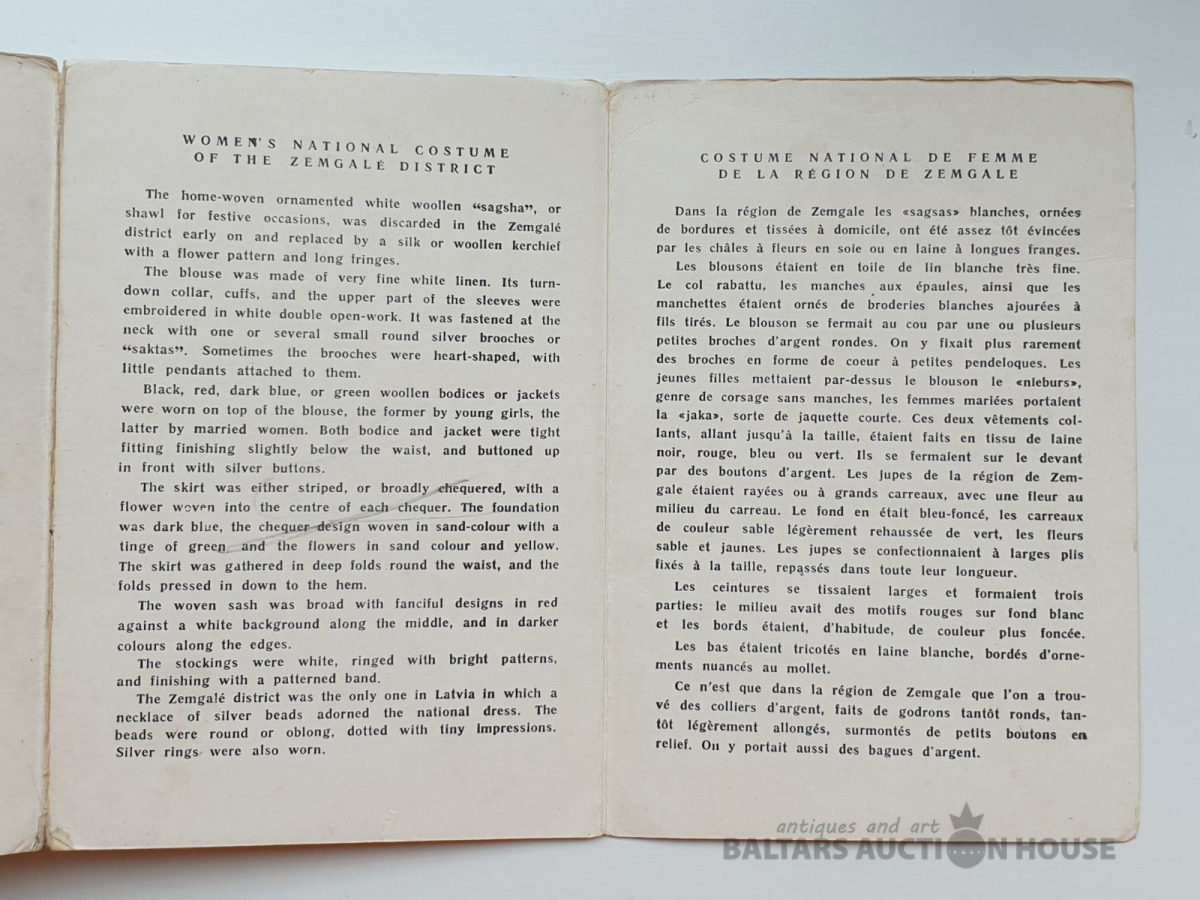 WOMEN'S NATIONAL COSTUME
OF THE ZEMGALÉ DISTRICT
The home-woven ornamented white woollen “sagsha”, or
shawl for festive occasions, was discarded in the Zemgalé
district early on and replaced by a silk or woollen kerchief
with a flower pattern and long fringes.
The blouse was made of very fine white linen. Its turn-
down collar, cuffs, and the upper part of the sleeves were
embroidered in white double open-work. It was fastened at the
neck with one or several small round silver brooches or
“saktas”. Sometimes the brooches were heart-shaped, with
little pendants attached to them.
Black, red, dark blue, or green woollen bodices or jackets
were worn on top of the blouse, the former by young girls, the
latter by married women. Both bodice and jacket were tight
fitting finishing slightly below the waist, and buttoned up
in front with silver buttons.
The skirt was either striped, or broadly chequered, with a
flower woven into the centre of each chequer. The foundation
was dark blue, the chequer design woven in sand-colour with a
tinge of green and the flowers in sand colour and yellow.
The skirt was gathered in deep folds round the waist, and the
folds pressed in down to the hem.
The woven sash was broad with fanciful designs in red
against a white background along the middle, and in darker
colours along the edges.
The stockings were white, ringed with bright patterns,
and finishing with a patterned band.
The Zemgalé district was the only one in Latvia in which a
necklace of silver beads adorned the national dress. The
beads were round or oblong, dotted with tiny impressions.
Silver rings were also worn.
COSTUME NATIONAL DE FEMME
DE LA RÉGION DE ZEMGALE
Dans la région de Zemgale les «sagsas» blanches, ornées
de bordures et tissées à domicile, ont été assez tôt évincées
par les châles à fleurs en soie ou en laine à longues franges.
Les blousons étaient en toile de lin blanche très fine.
Le col rabattu, les manches aux épaules, ainsi que les
manchettes étaient ornés de broderies blanches ajourées à
fils tirés. Le blouson se fermait au cou par une ou plusieurs
petites broches d'argent rondes. On y fixait plus rarement
des broches en forme de coeur à petites pendeloques. Les
jeunes filles mettaient par-dessus le blouson le «nieburs»,
genre de corsage sans manches, les femmes mariées portaient
la «jaka», sorte de jaquette courte. Ces deux vêtements col-
lants, allant jusqu'à la taille, étaient faits en tissu de laine
noir, rouge, bleu ou vert. Ils se fermaient sur le devant
par des boutons d'argent. Les jupes de la région de Zem-
gale étaient rayées ou à grands carreaux, avec une fleur au
milieu du carreau. Le fond en était bleu-foncé, les carreaux
de couleur sable légèrement rehaussée de vert, les fleurs
sable et jaunes. Les jupes se confectionnaient à larges plis
fixés à la taille, repassés dans toute leur longueur.
Les ceintures se tissaient larges et formaient trois
parties: le milieu avait des motifs rouges sur fond blanc
et les bords étaient, d'habitude, de couleur plus foncée.
Les bas étaient tricotés en laine blanche, bordés d'orne-
ments nuancés au mollet.
Ce n'est que dans la région de Zemgale que l'on a trou-
vé des colliers d'argent, faits de godrons tantôt ronds, tan-
tôt légèrement allongés, surmontés de petits boutons en
relief. On y portait aussi des bagues d'argent.
antiques and art
BALTARS AUCTION HOUSE